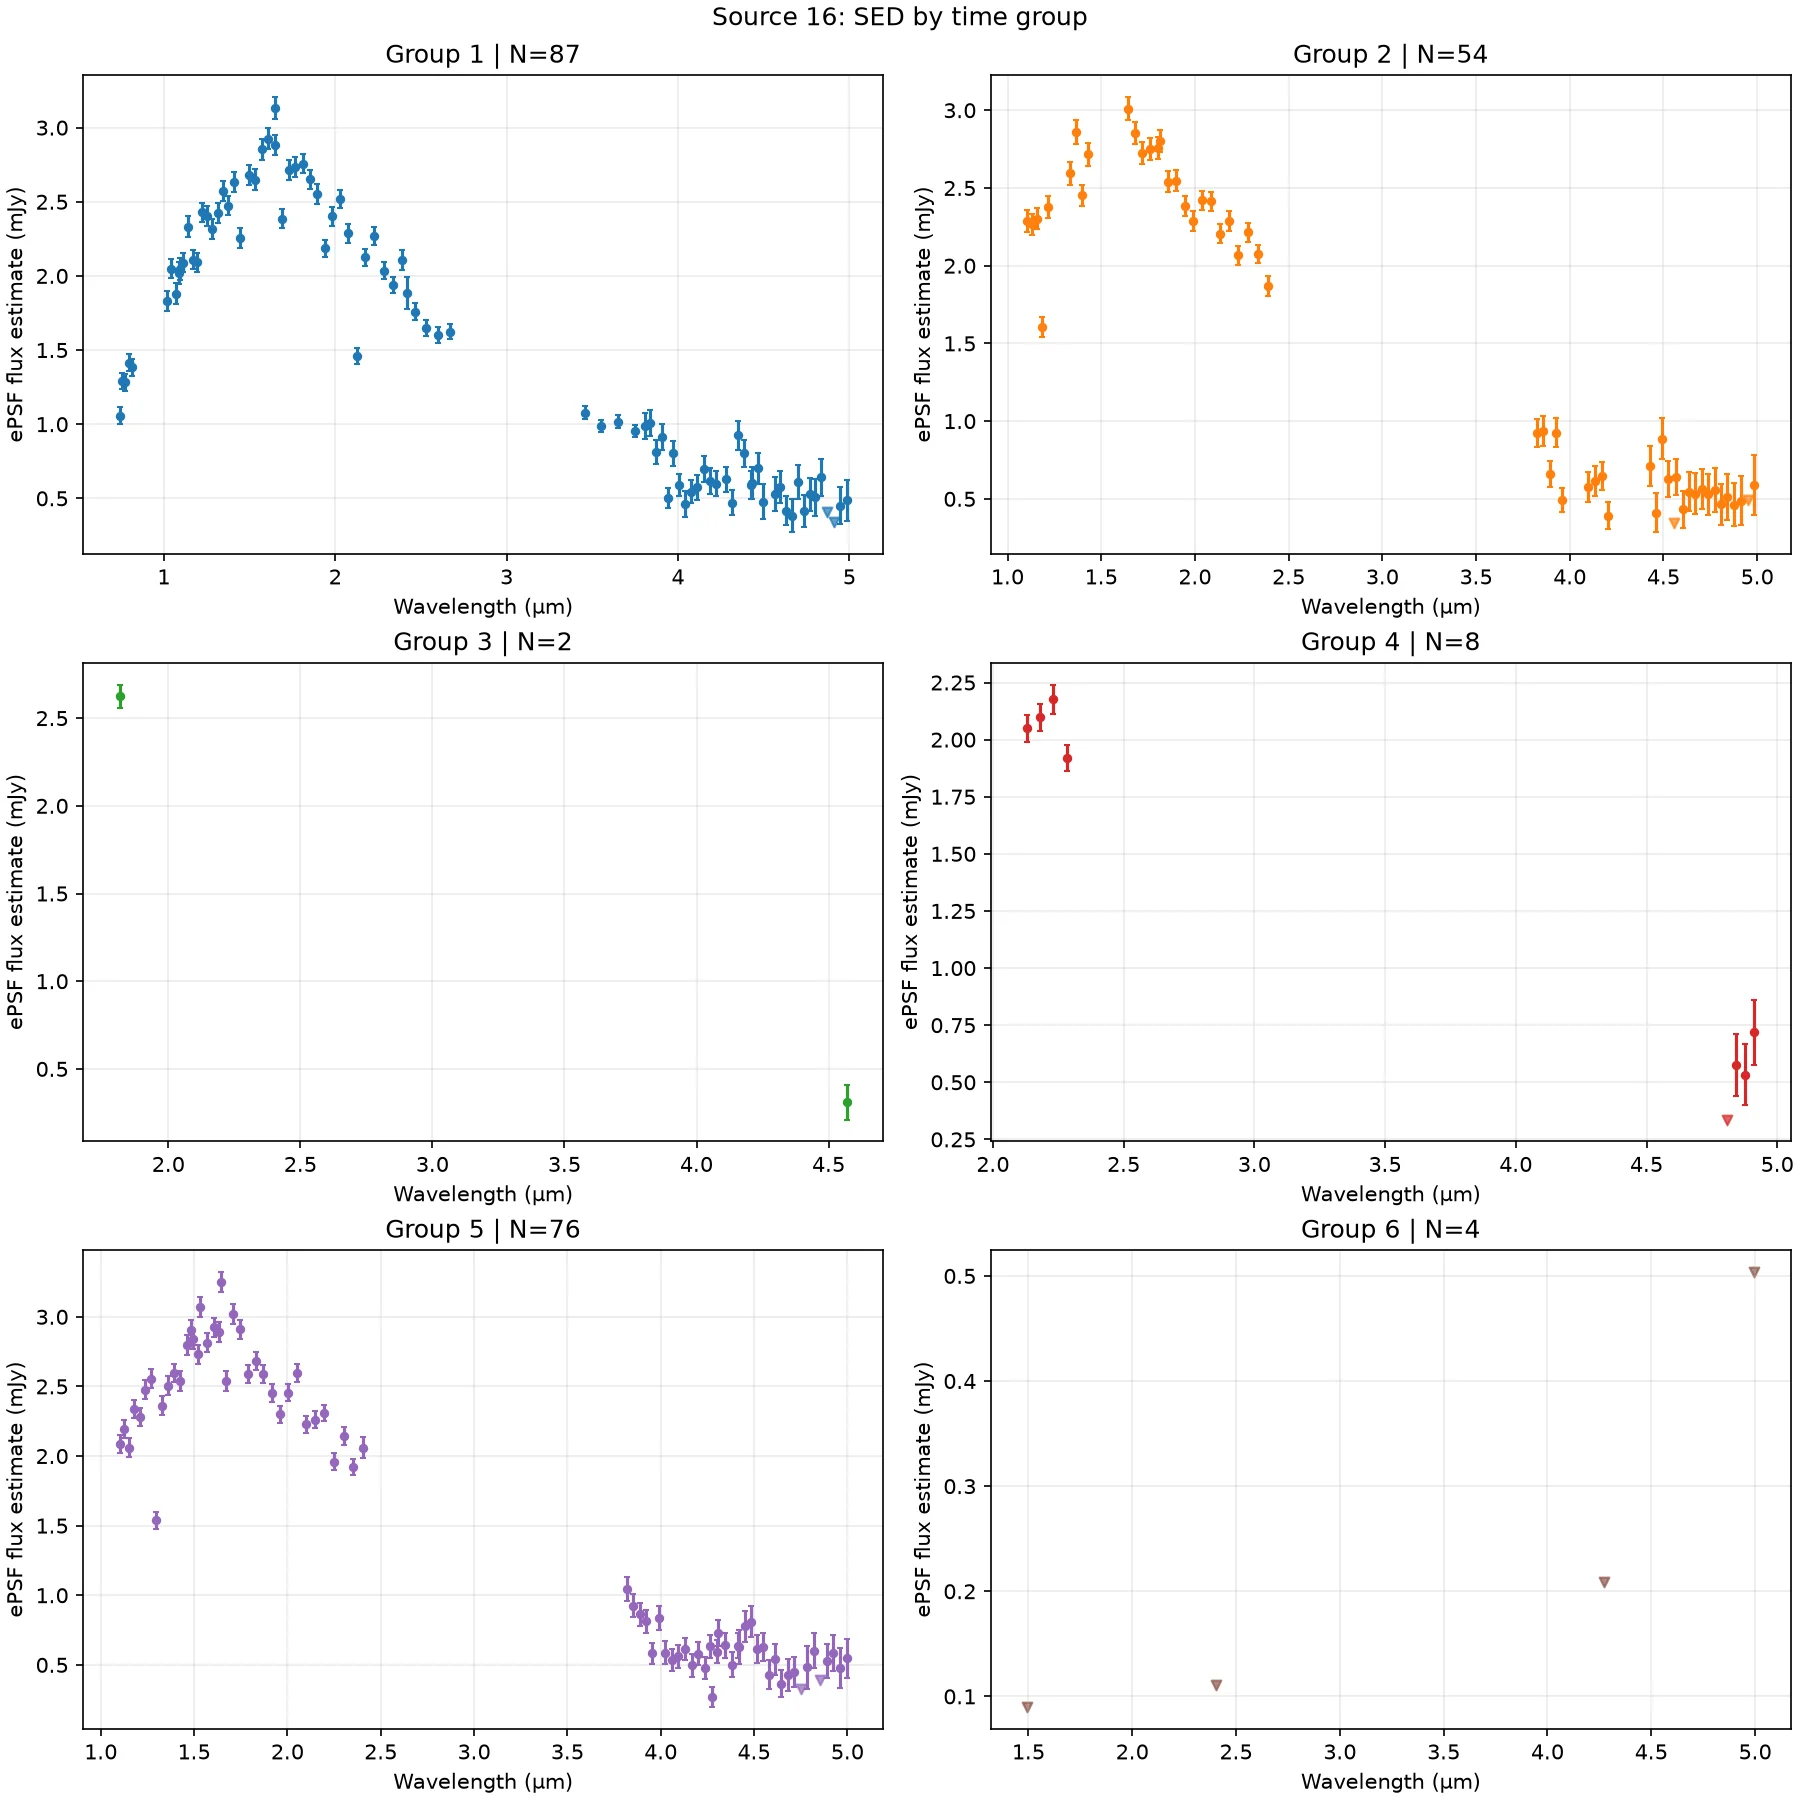 Source 16: SED by time group
Group 1 | N=87
ePSF flux estimate (mJy)
3.0
2.5
2.0
1.5
1.0
0.5
1 2 3 4 5
Wavelength (µm)
Group 2 | N=54
ePSF flux estimate (mJy)
3.0
2.5
2.0
1.5
1.0
0.5
1.0 1.5 2.0 2.5 3.0 3.5 4.0 4.5 5.0
Wavelength (µm)
Group 3 | N=2
ePSF flux estimate (mJy)
2.5
2.0
1.5
1.0
0.5
2.0 2.5 3.0 3.5 4.0 4.5
Wavelength (µm)
Group 4 | N=8
ePSF flux estimate (mJy)
2.25
2.00
1.75
1.50
1.25
1.00
0.75
0.50
0.25
2.0 2.5 3.0 3.5 4.0 4.5 5.0
Wavelength (µm)
Group 5 | N=76
ePSF flux estimate (mJy)
3.0
2.5
2.0
1.5
1.0
0.5
1.0 1.5 2.0 2.5 3.0 3.5 4.0 4.5 5.0
Wavelength (µm)
Group 6 | N=4
ePSF flux estimate (mJy)
0.5
0.4
0.3
0.2
0.1
1.5 2.0 2.5 3.0 3.5 4.0 4.5 5.0
Wavelength (µm)